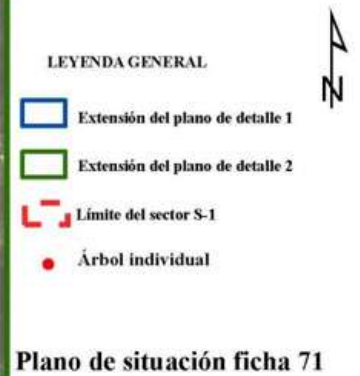 N
LEYENDA GENERAL
Extensión del plano de detalle 1
Extensión del plano de detalle 2
Límite del sector S-1
Árbol individual
Plano de situación ficha 71